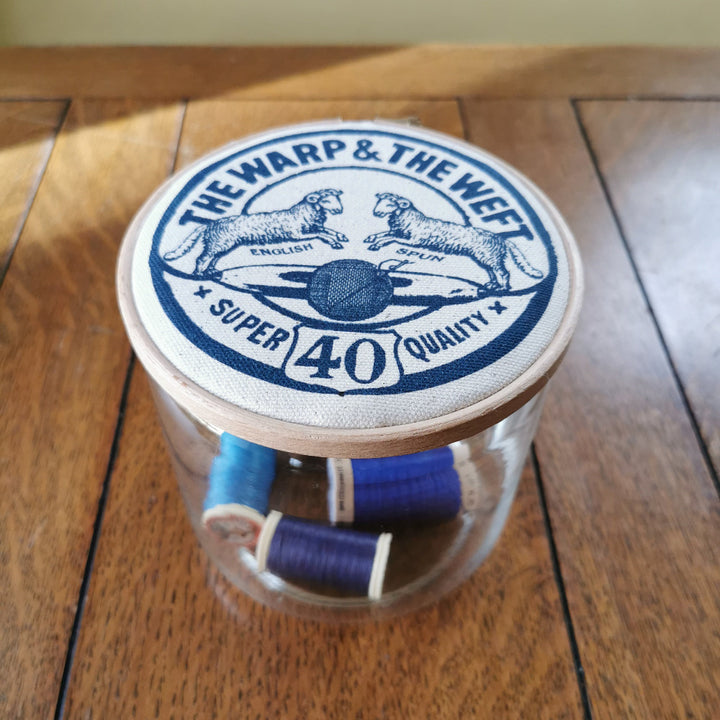 THE WARP & THE WEFT
ENGLISH SPUN
SUPER 40 QUALITY